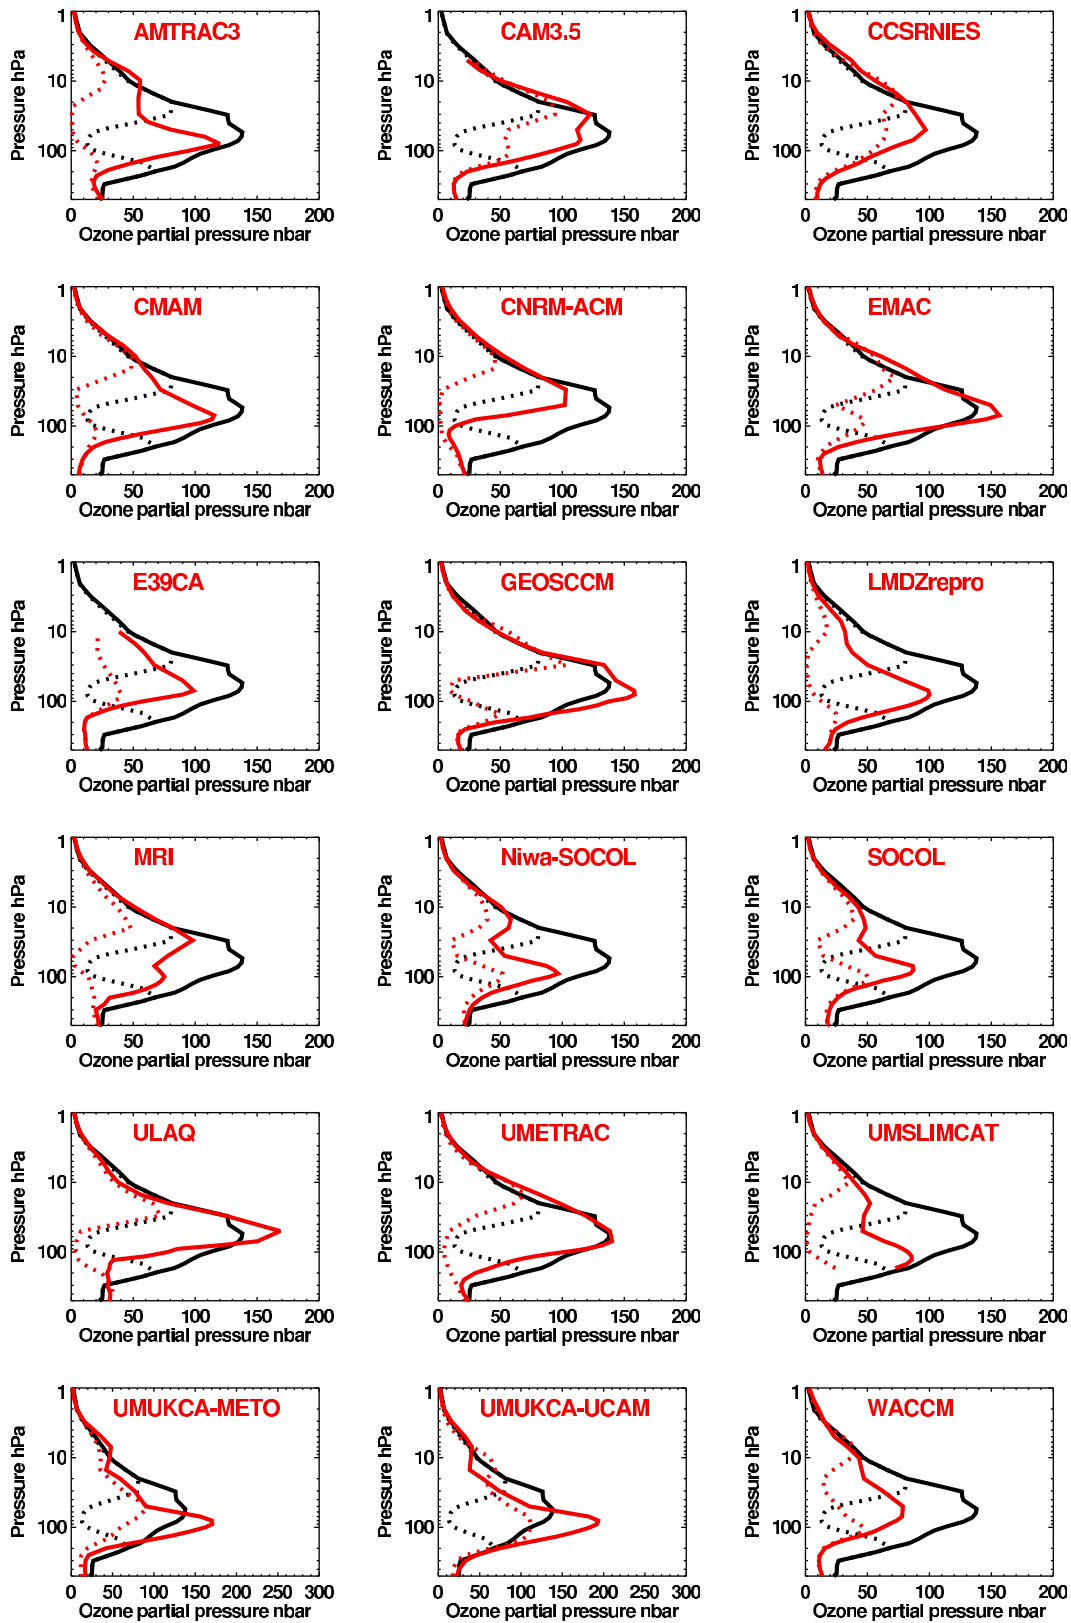 AMTRAC3
Pressure hPa
1
10
100
0 50 100 150 200
Ozone partial pressure nbar
CAM3.5
Pressure hPa
1
10
100
0 50 100 150 200
Ozone partial pressure nbar
CCSRNIES
Pressure hPa
1
10
100
0 50 100 150 200
Ozone partial pressure nbar
CMAM
Pressure hPa
1
10
100
0 50 100 150 200
Ozone partial pressure nbar
CNRM-ACM
Pressure hPa
1
10
100
0 50 100 150 200
Ozone partial pressure nbar
EMAC
Pressure hPa
1
10
100
0 50 100 150 200
Ozone partial pressure nbar
E39CA
Pressure hPa
1
10
100
0 50 100 150 200
Ozone partial pressure nbar
GEOSCCM
Pressure hPa
1
10
100
0 50 100 150 200
Ozone partial pressure nbar
LMDZrepro
Pressure hPa
1
10
100
0 50 100 150 200
Ozone partial pressure nbar
MRI
Pressure hPa
1
10
100
0 50 100 150 200
Ozone partial pressure nbar
Niwa-SOCOL
Pressure hPa
1
10
100
0 50 100 150 200
Ozone partial pressure nbar
SOCOL
Pressure hPa
1
10
100
0 50 100 150 200
Ozone partial pressure nbar
ULAQ
Pressure hPa
1
10
100
0 50 100 150 200
Ozone partial pressure nbar
UMETRAC
Pressure hPa
1
10
100
0 50 100 150 200
Ozone partial pressure nbar
UMSLIMCAT
Pressure hPa
1
10
100
0 50 100 150 200
Ozone partial pressure nbar
UMUKCA-METO
Pressure hPa
1
10
100
0 50 100 150 200 250 300
Ozone partial pressure nbar
UMUKCA-UCAM
Pressure hPa
1
10
100
0 50 100 150 200 250 300
Ozone partial pressure nbar
WACCM
Pressure hPa
1
10
100
0 50 100 150 200
Ozone partial pressure nbar